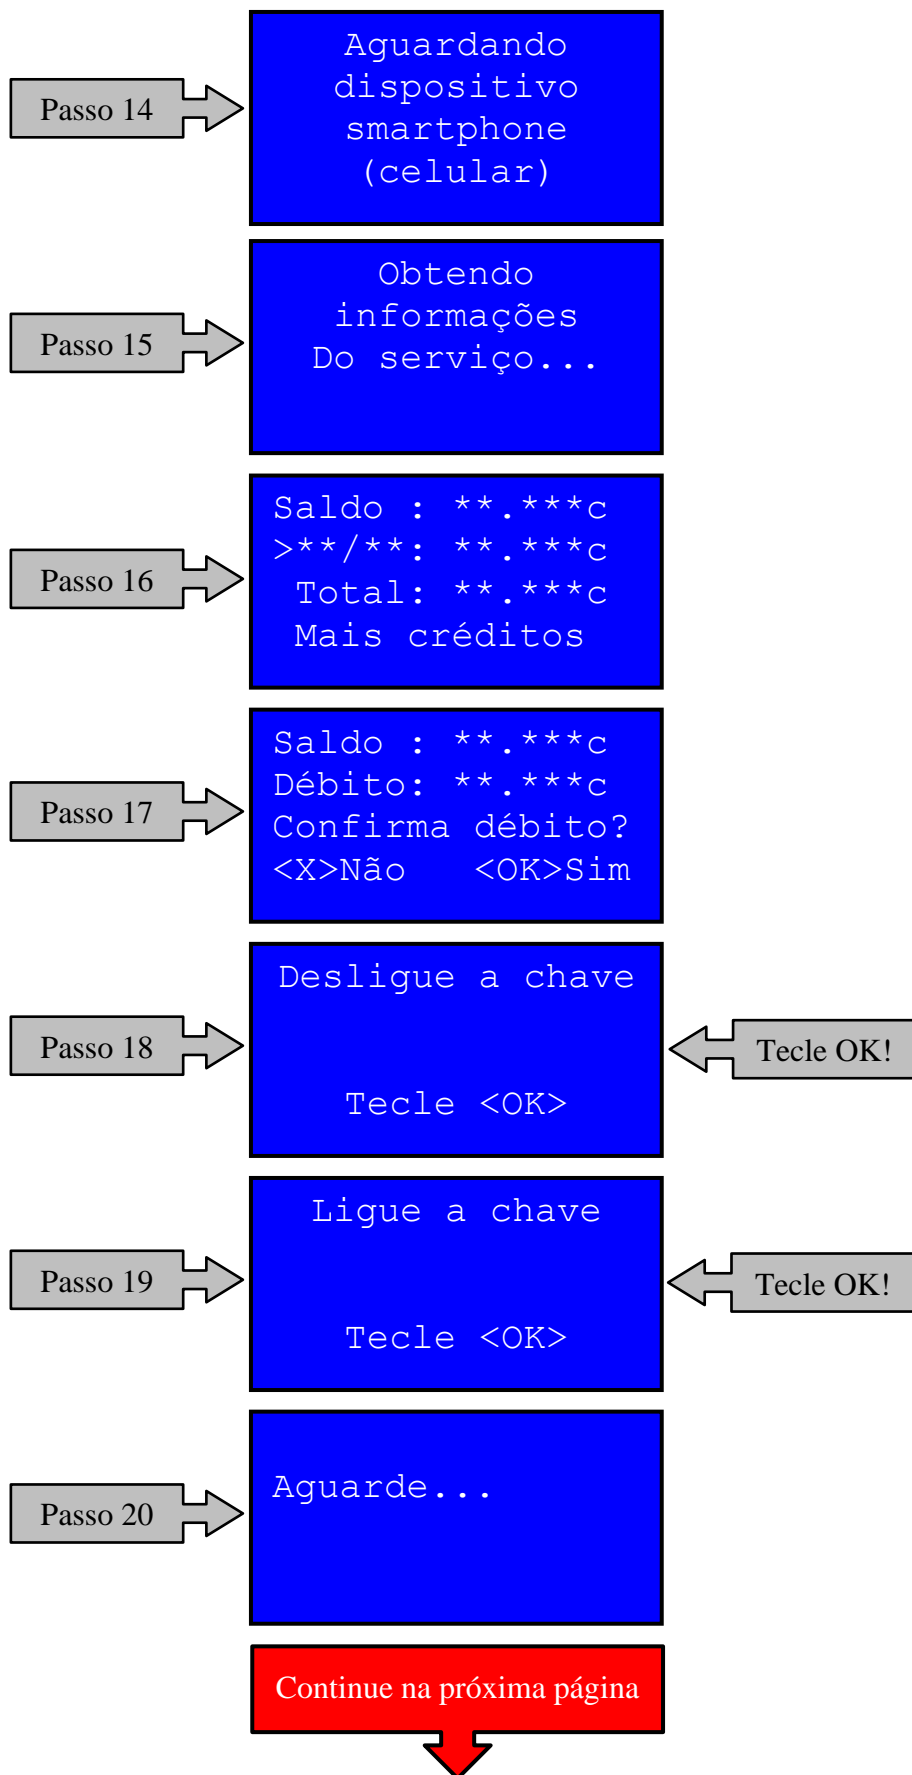 Passo 14
Aguardando
dispositivo
smartphone
(celular)
Passo 15
Obtendo
informações
Do serviço...
Passo 16
Saldo : **.***c
>**/**: **.***c
Total: **.***c
Mais créditos
Passo 17
Saldo : **.***c
Débito: **.***c
Confirma débito?
<X>Não <OK>Sim
Passo 18
Desligue a chave
Tecle <OK>
Tecle OK!
Passo 19
Ligue a chave
Tecle <OK>
Tecle OK!
Passo 20
Aguarde...
Continue na próxima página